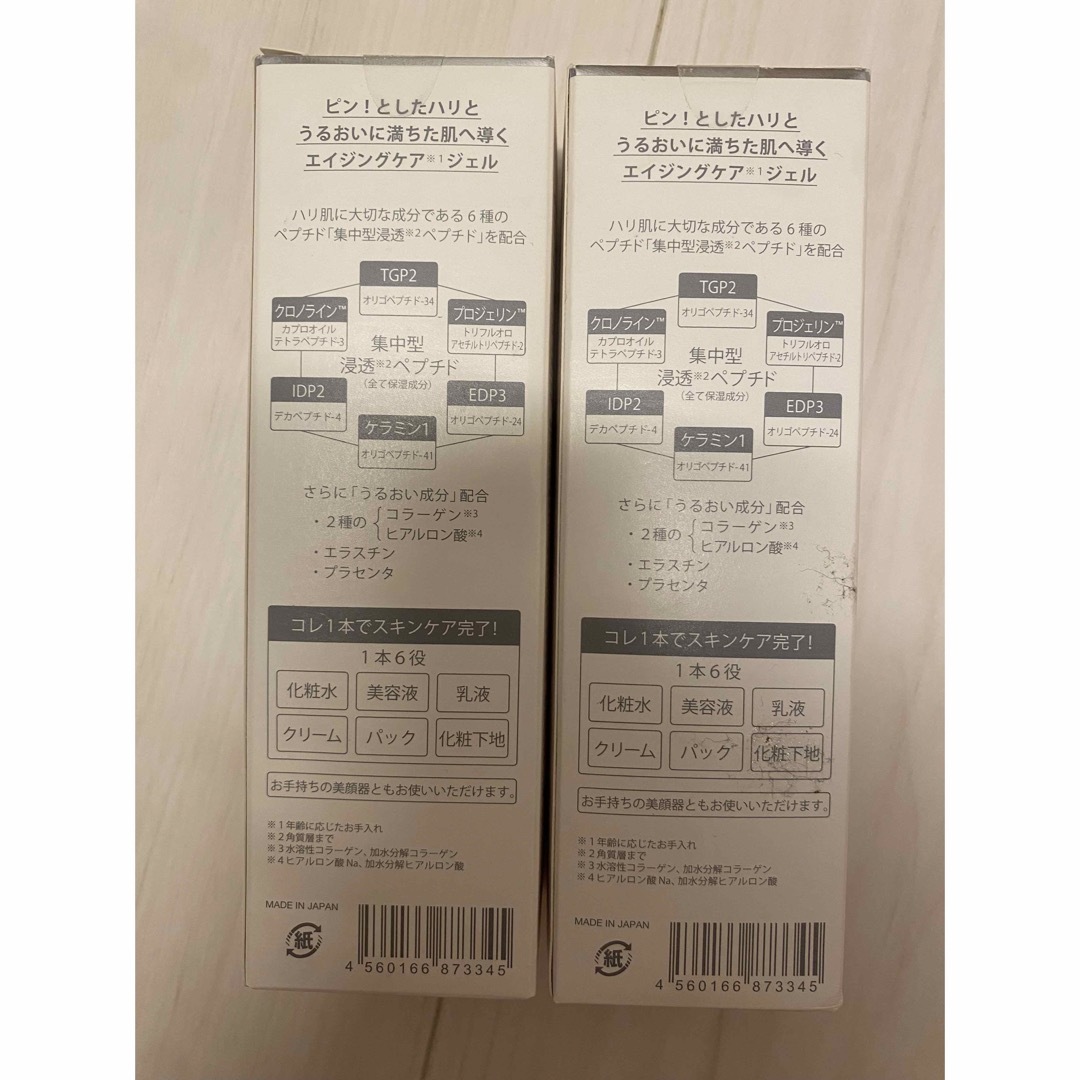 ピン！としたハリと
うるおいに満ちた肌へ導く
エイジングケア※1ジェル
ハリ肌に大切な成分である6種の
ペプチド「集中型浸透※2ペプチド」を配合
TGP2
オリゴペプチド-34
クロノライン™
カプロオイル
テトラペプチド-3
プロジェリン™
トリフルオロ
アセチルトリペプチド-2
集中型
浸透※2ペプチド
(全て保湿成分)
IDP2
デカペプチド-4
EDP3
オリゴペプチド-24
ケラミン1
オリゴペプチド-41
さらに「うるおい成分」配合
・2種の{コラーゲン※3
ヒアルロン酸※4
・エラスチン
・プラセンタ
コレ1本でスキンケア完了!
1本6役
化粧水 美容液 乳液
クリーム パック 化粧下地
お手持ちの美顔器ともお使いいただけます。
※1年齢に応じたお手入れ
※2角質層まで
※3水溶性コラーゲン、加水分解コラーゲン
※4ヒアルロン酸Na、加水分解ヒアルロン酸
MADE IN JAPAN
紙
4 560166 873345
ピン！としたハリと
うるおいに満ちた肌へ導く
エイジングケア※1ジェル
ハリ肌に大切な成分である6種の
ペプチド「集中型浸透※2ペプチド」を配合
TGP2
オリゴペプチド-34
クロノライン™
カプロオイル
テトラペプチド-3
プロジェリン™
トリフルオロ
アセチルトリペプチド-2
集中型
浸透※2ペプチド
(全て保湿成分)
IDP2
デカペプチド-4
EDP3
オリゴペプチド-24
ケラミン1
オリゴペプチド-41
さらに「うるおい成分」配合
・2種の{コラーゲン※3
ヒアルロン酸※4
・エラスチン
・プラセンタ
コレ1本でスキンケア完了!
1本6役
化粧水 美容液 乳液
クリーム パック 化粧下地
お手持ちの美顔器ともお使いいただけます。
※1年齢に応じたお手入れ
※2角質層まで
※3水溶性コラーゲン、加水分解コラーゲン
※4ヒアルロン酸Na、加水分解ヒアルロン酸
MADE IN JAPAN
紙
4 560166 873345